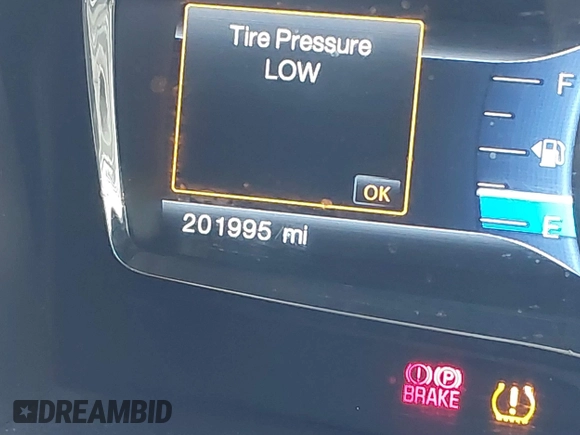 Tire Pressure
LOW
OK
F
E
201995 mi
(!) (P)
BRAKE
(!)
DREAMBID